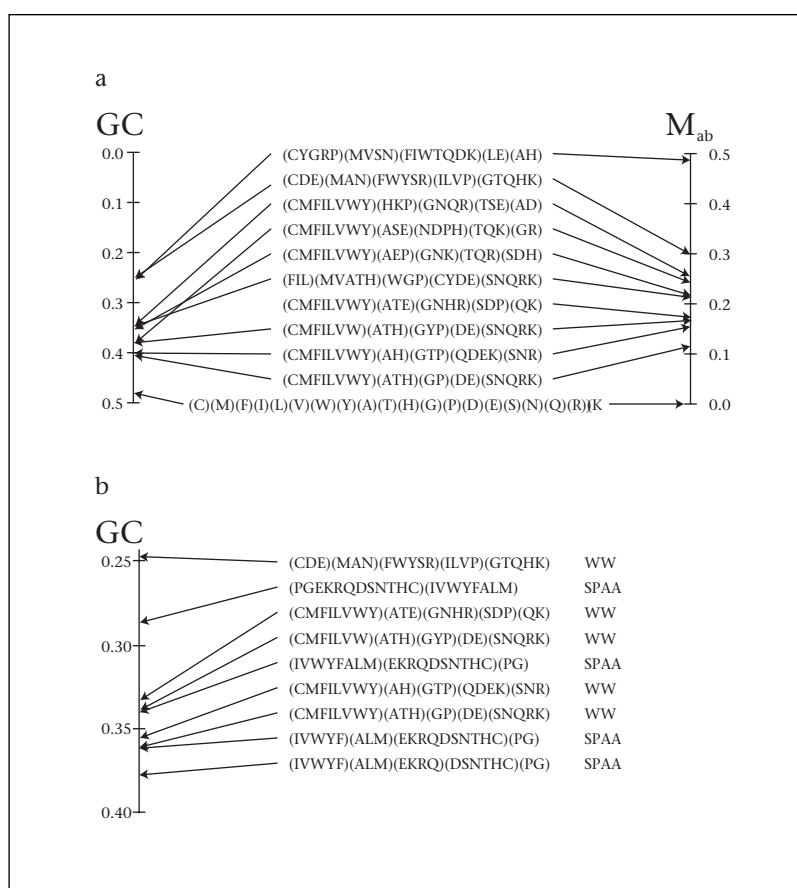 a
GC
M ab
0.0 (CYGRP)(MVSN)(FIWTQDK)(LE)(AH) 0.5
(CDE)(MAN)(FWYSR)(ILVP)(GTQHK)
0.1 (CMFILVWY)(HKP)(GNQR)(TSE)(AD) 0.4
(CMFILVWY)(ASE)(NDPH)(TQK)(GR)
0.2 (CMFILVWY)(AEP)(GNK)(TQR)(SDH) 0.3
(FIL)(MVATH)(WGP)(CYDE)(SNQRK)
0.3 (CMFILVWY)(ATE)(GNHR)(SDP)(QK) 0.2
(CMFILVW)(ATH)(GYP)(DE)(SNQRK)
0.4 (CMFILVWY)(AH)(GTP)(QDEK)(SNR) 0.1
(CMFILVWY)(ATH)(GP)(DE)(SNQRK)
0.5 (C)(M)(F)(I)(L)(V)(W)(Y)(A)(T)(H)(G)(P)(D)(E)(S)(N)(Q)(R)(K 0.0
b
GC
0.25 (CDE)(MAN)(FWYSR)(ILVP)(GTQHK) WW
(PGEKRQDSNTHC)(IVWYFALM) SPAA
(CMFILVWY)(ATE)(GNHR)(SDP)(QK) WW
0.30 (CMFILVW)(ATH)(GYP)(DE)(SNQRK) WW
(IVWYFALM)(EKRQDSNTHC)(PG) SPAA
(CMFILVWY)(AH)(GTP)(QDEK)(SNR) WW
0.35 (CMFILVWY)(ATH)(GP)(DE)(SNQRK) WW
(IVWYF)(ALM)(EKRQDSNTHC)(PG) SPAA
(IVWYF)(ALM)(EKRQ)(DSNTHC)(PG) SPAA
0.40